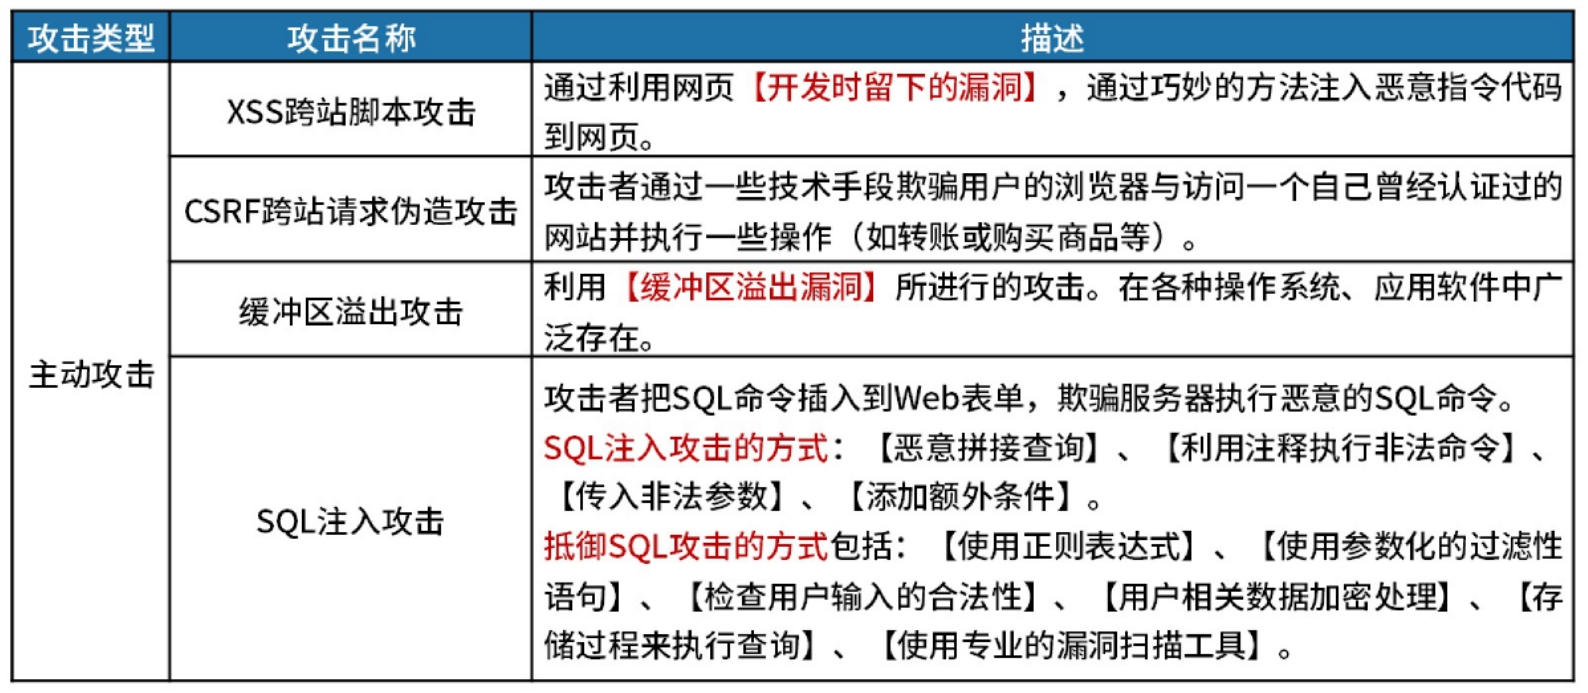 攻击类型 攻击名称 描述
主动攻击
XSS跨站脚本攻击
通过利用网页【开发时留下的漏洞】，通过巧妙的方法注入恶意指令代码
到网页。
CSRF跨站请求伪造攻击
攻击者通过一些技术手段欺骗用户的浏览器与访问一个自己曾经认证过的
网站并执行一些操作（如转账或购买商品等）。
缓冲区溢出攻击
利用【缓冲区溢出漏洞】所进行的攻击。在各种操作系统、应用软件中广
泛存在。
SQL注入攻击
攻击者把SQL命令插入到Web表单，欺骗服务器执行恶意的SQL命令。
SQL注入攻击的方式：【恶意拼接查询】、【利用注释执行非法命令】、
【传入非法参数】、【添加额外条件】。
抵御SQL攻击的方式包括：【使用正则表达式】、【使用参数化的过滤性
语句】、【检查用户输入的合法性】、【用户相关数据加密处理】、【存
储过程来执行查询】、【使用专业的漏洞扫描工具】。